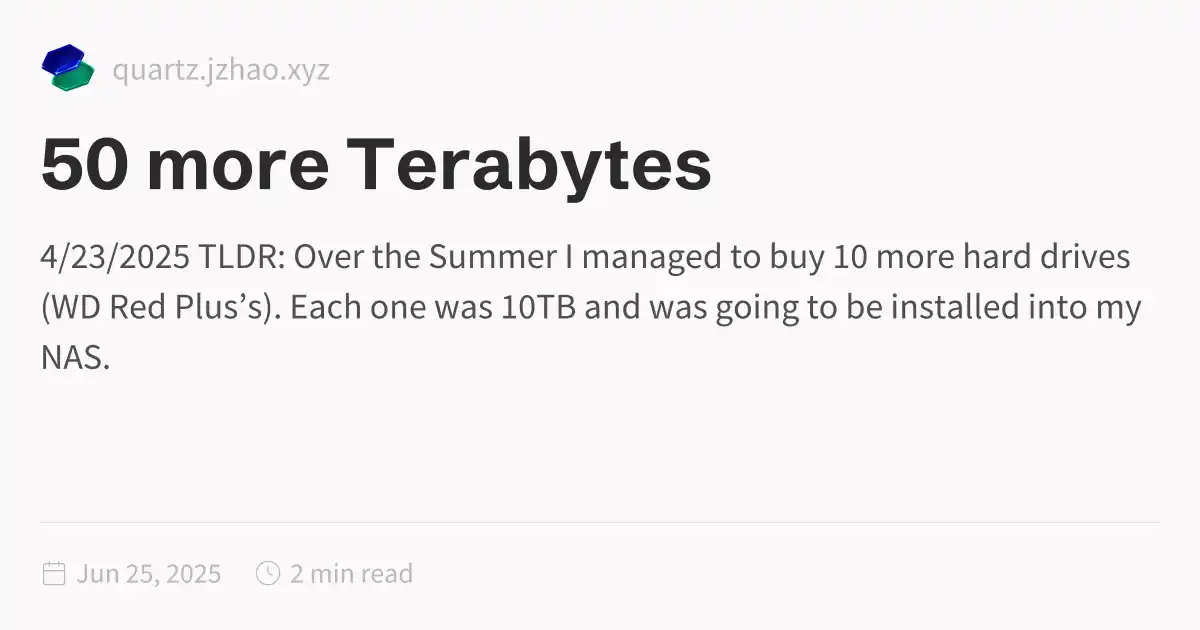 quartz.jzhao.xyz
50 more Terabytes
4/23/2025 TLDR: Over the Summer I managed to buy 10 more hard drives
(WD Red Plus’s). Each one was 10TB and was going to be installed into my
NAS.
Jun 25, 2025 2 min read